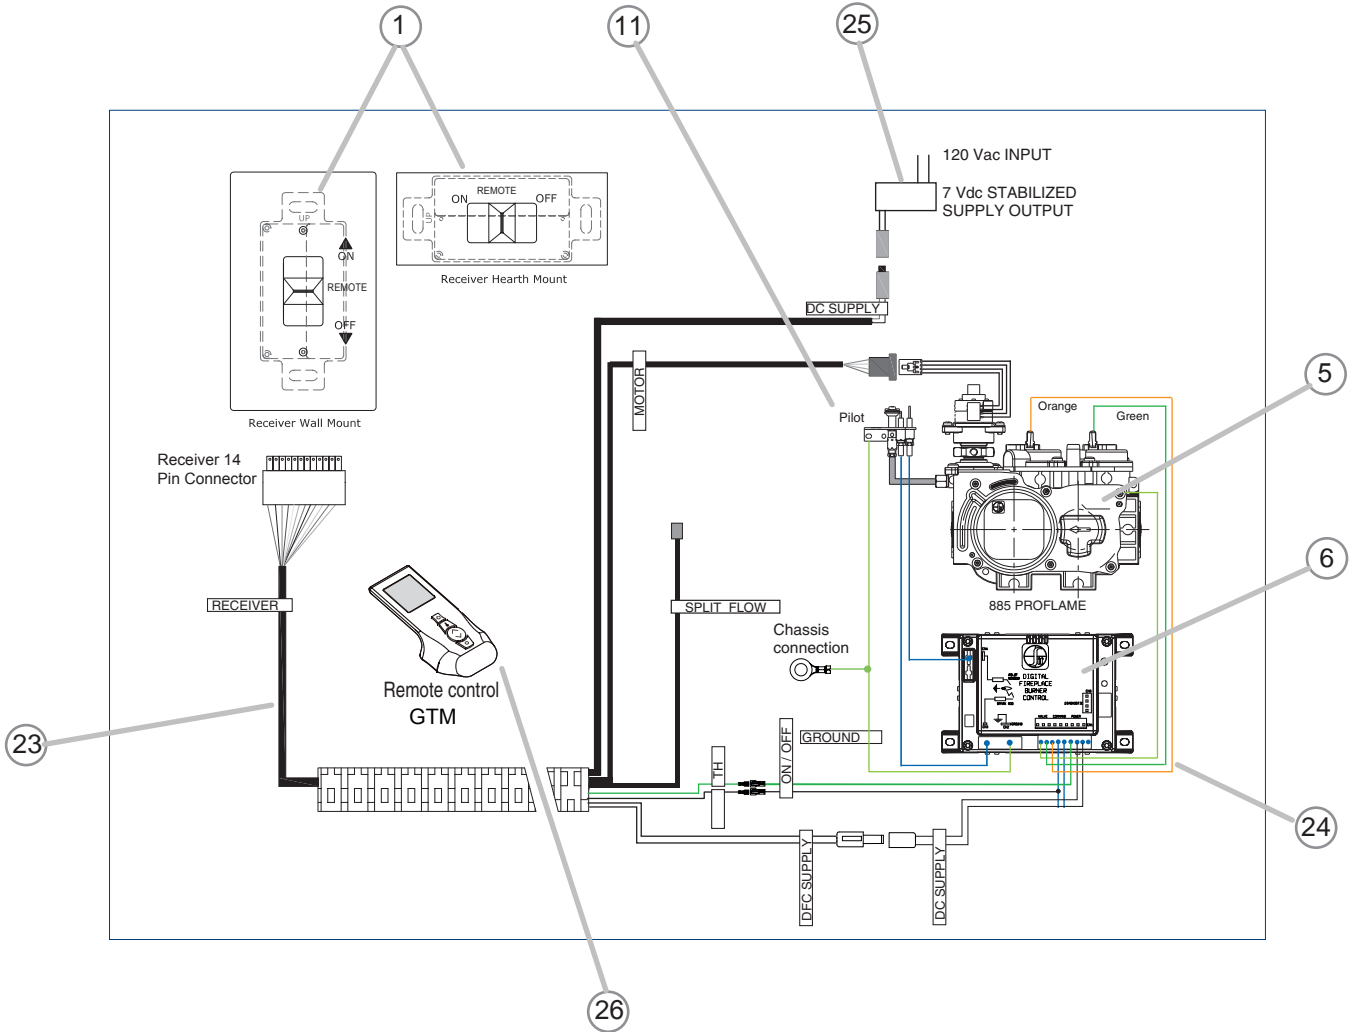 1
11
25
120 Vac INPUT
7 Vdc STABILIZED
SUPPLY OUTPUT
UP
ON
REMOTE
OFF
Receiver Wall Mount
UP
ON
REMOTE
OFF
Receiver Hearth Mount
DC SUPPLY
MOTOR
Pilot
Orange
Green
5
Receiver 14
Pin Connector
885 PROFLAME
6
RECEIVER
SPLIT FLOW
Chassis
connection
DIGITAL
FIREPLACE
BURNER
CONTROL
VALVE
POWER
Remote control
GTM
GROUND
ON / OFF
TH
23
24
DFC SUPPLY
DC SUPPLY
26